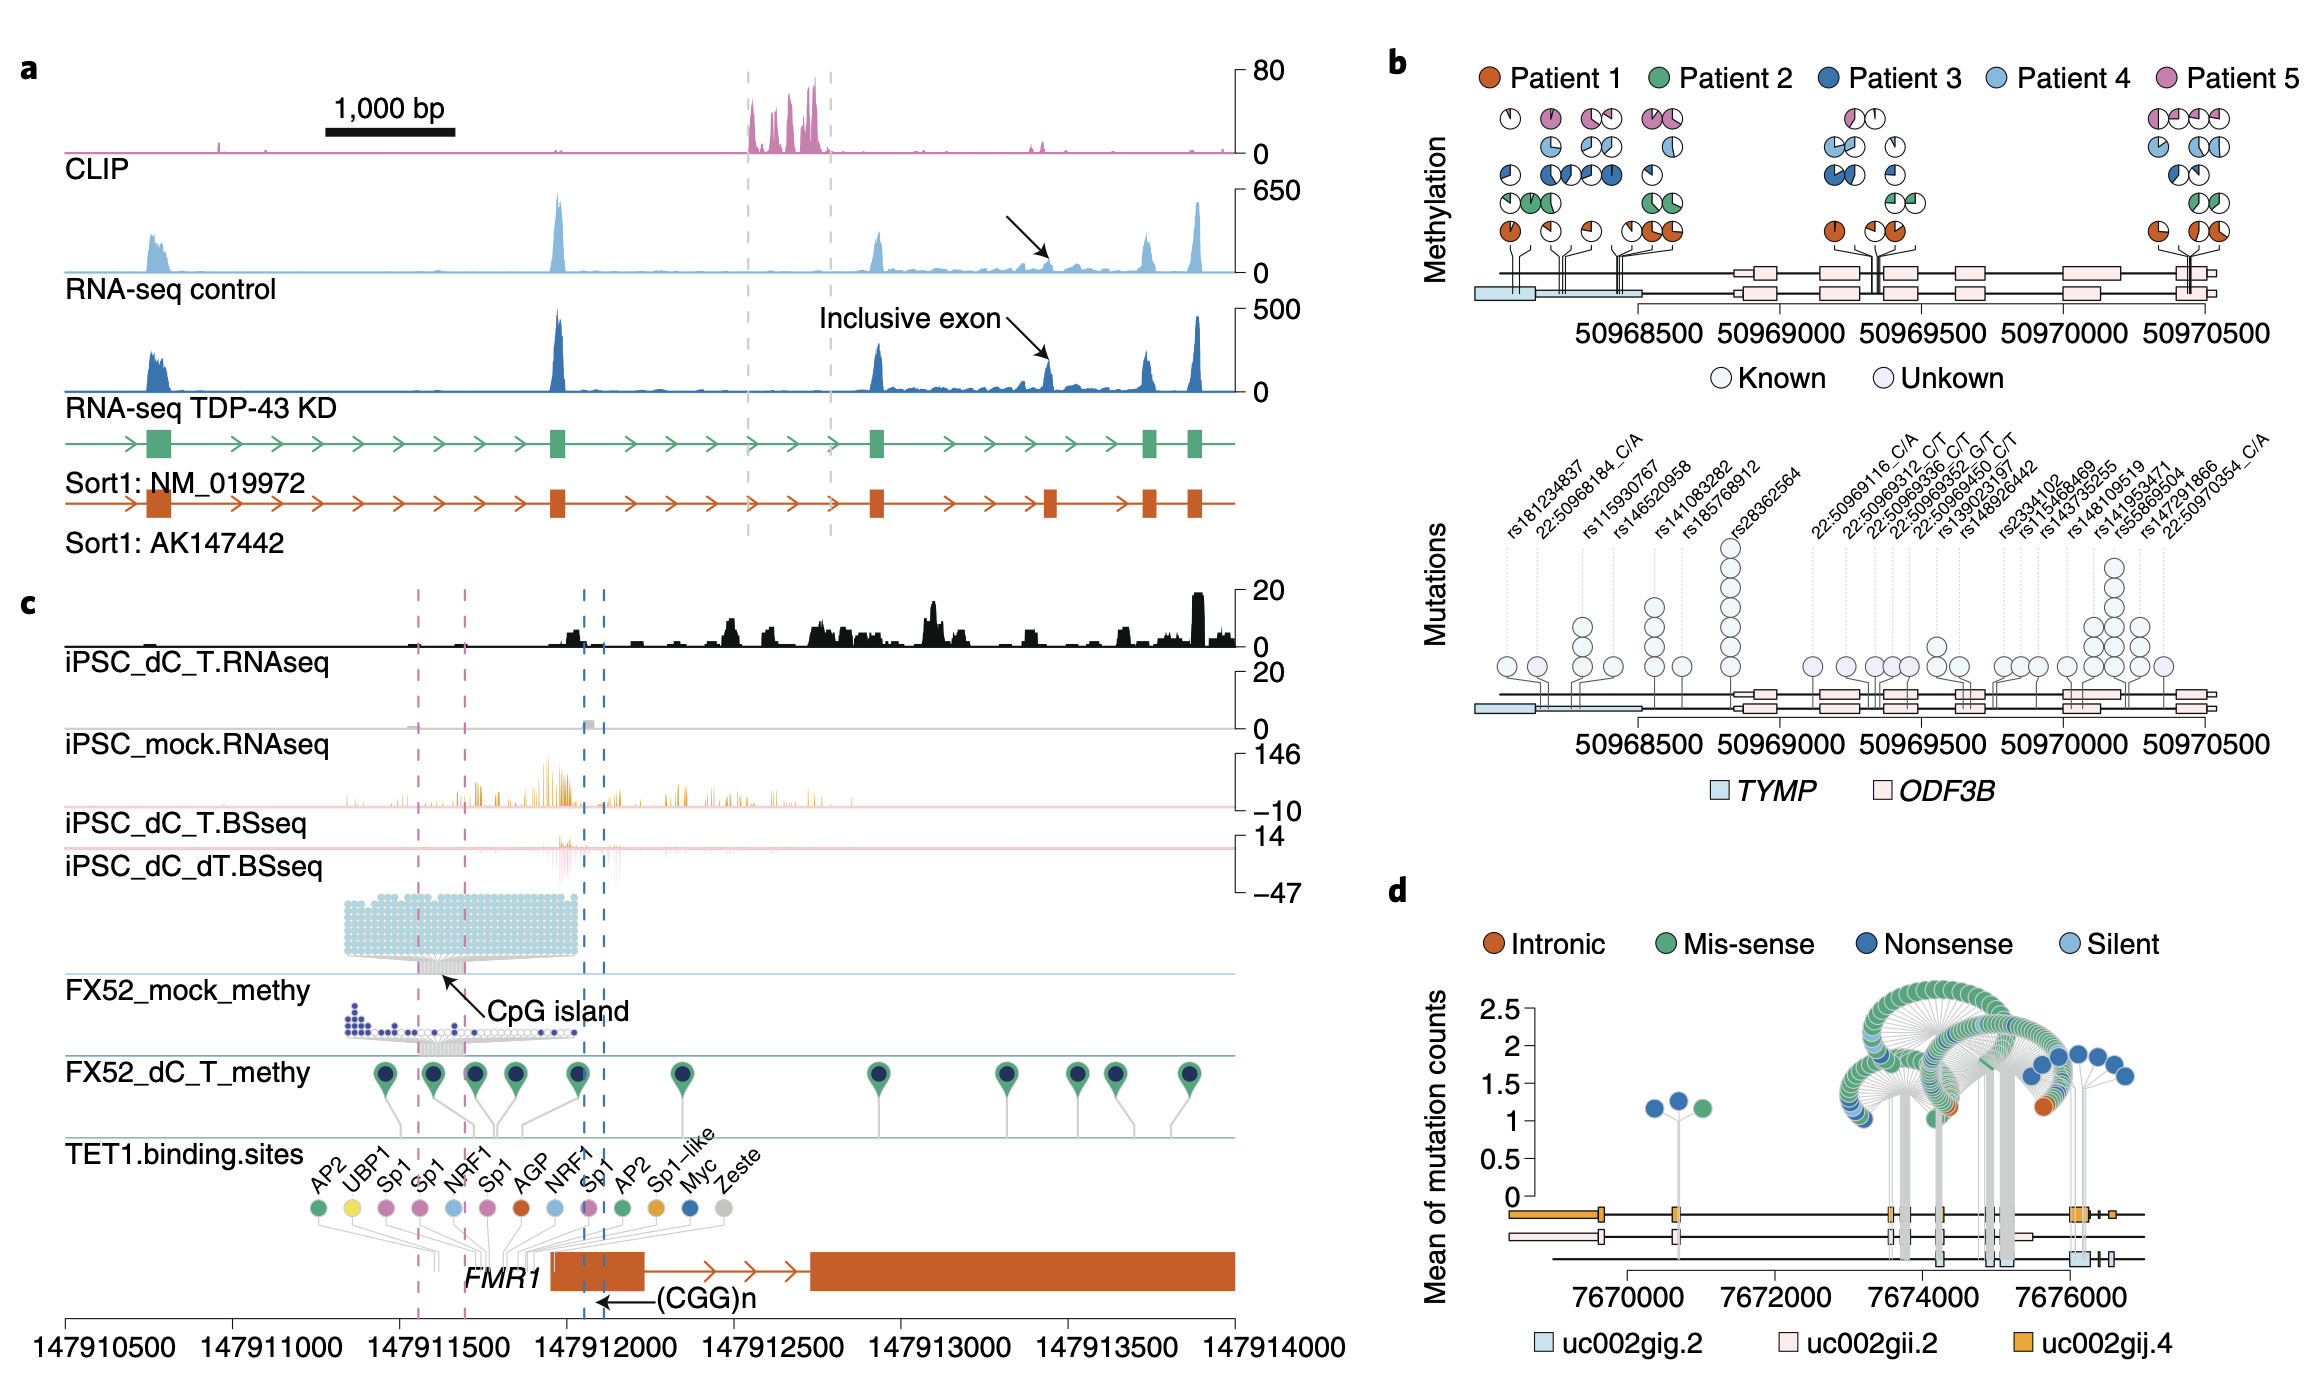 a
1,000 bp
80
0
CLIP
650
0
RNA-seq control
Inclusive exon
500
0
RNA-seq TDP-43 KD
Sort1: NM_019972
Sort1: AK147442
b
Patient 1 Patient 2 Patient 3 Patient 4 Patient 5
Methylation
50968500 50969000 50969500 50970000 50970500
Known Unkown
Mutations
rs181234837
22:50968184_C/A
rs115930767
rs146520958
rs141083282
rs185768912
rs28362564
22:50969116_C/A
22:50969312_C/T
22:50969336_C/T
22:50969352_G/T
22:50969450_C/T
rs139023197
rs148926442
rs2334102
rs115468469
rs143735255
rs148109519
rs141953471
rs55869504
rs147291866
22:50970354_C/A
50968500 50969000 50969500 50970000 50970500
TYMP ODF3B
c
20
0
iPSC_dC_T.RNAseq
20
0
iPSC_mock.RNAseq
146
-10
iPSC_dC_T.BSseq
14
-47
iPSC_dC_dT.BSseq
FX52_mock_methy
CpG island
FX52_dC_T_methy
TET1.binding.sites
AP2 UBP1 Sp1 Sp1 NRF1 Sp1 AGP NRF1 Sp1 AP2 Sp1-like Myc Zeste
FMR1
(CGG)n
147910500 147911000 147911500 147912000 147912500 147913000 147913500 147914000
d
Intronic Mis-sense Nonsense Silent
Mean of mutation counts
2.5
2
1.5
1
0.5
0
7670000 7672000 7674000 7676000
uc002gig.2 uc002gii.2 uc002gij.4